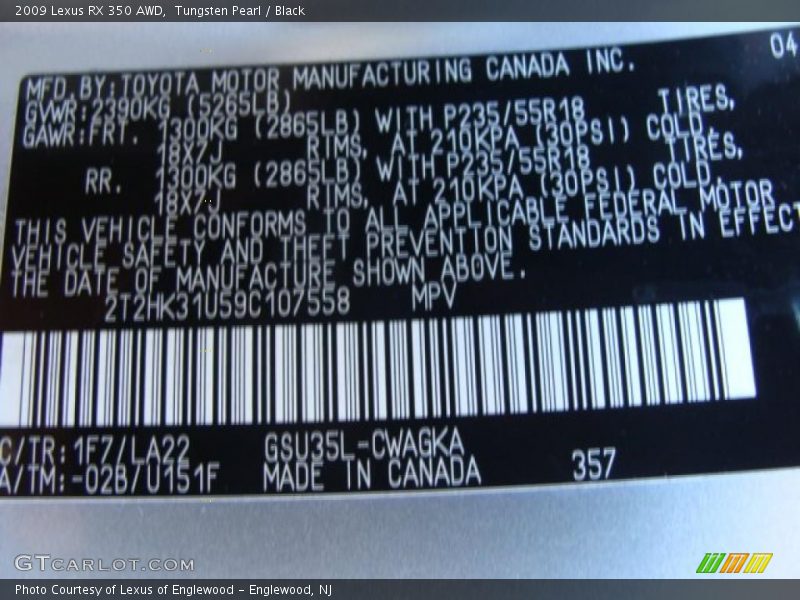 2009 Lexus RX 350 AWD, Tungsten Pearl / Black
04
MFD.BY:TOYOTA MOTOR MANUFACTURING CANADA INC.
GVWR:2390KG (5265LB)
GAWR:FRT. 1300KG (2865LB) WITH P235/55R18 TIRES,
18X7J RIMS, AT 210KPA (30PSI) COLD.
RR. 1300KG (2865LB) WITH P235/55R18 TIRES,
18X7J RIMS, AT 210KPA (30PSI) COLD.
THIS VEHICLE CONFORMS TO ALL APPLICABLE FEDERAL MOTOR
VEHICLE SAFETY AND THEFT PREVENTION STANDARDS IN EFFECT
THE DATE OF MANUFACTURE SHOWN ABOVE.
2T2HK31U59C107558 MPV
C/TR:1F7/LA22 GSU35L-CWAGKA
A/TM:-02B/U151F MADE IN CANADA 357
GTCARLOT.COM
Photo Courtesy of Lexus of Englewood - Englewood, NJ